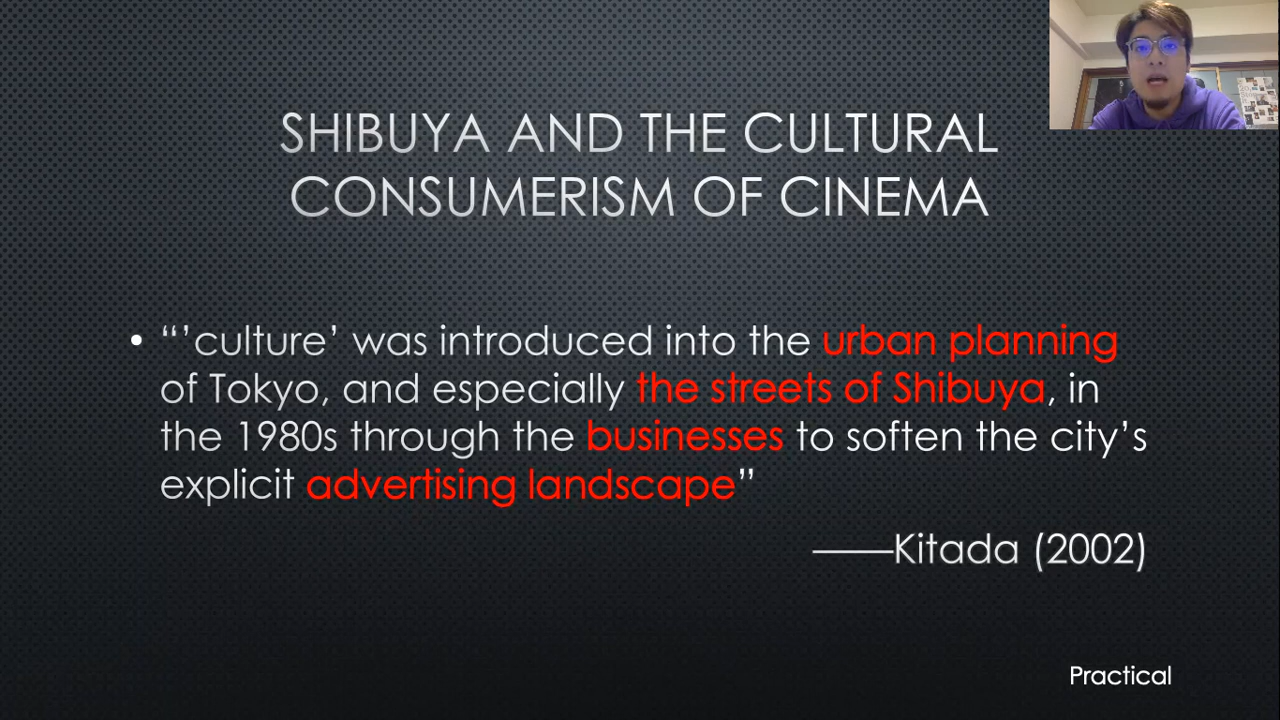 SHIBUYA AND THE CULTURAL
CONSUMERISM OF CINEMA
• “’culture’ was introduced into the urban planning
of Tokyo, and especially the streets of Shibuya, in
the 1980s through the businesses to soften the city’s
explicit advertising landscape”
——Kitada (2002)
Practical